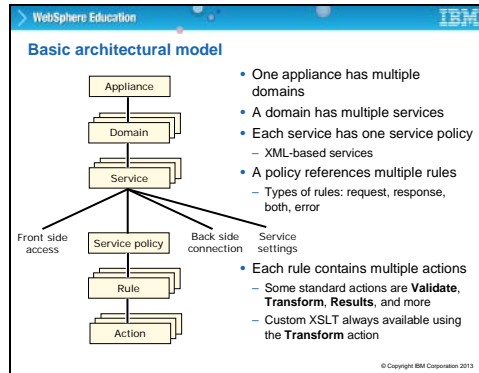 WebSphere Education
IBM
Basic architectural model
Appliance
Domain
Service
Front side
access
Service policy
Back side
connection
Service
settings
Rule
Action
• One appliance has multiple
domains
• A domain has multiple services
• Each service has one service policy
– XML-based services
• A policy references multiple rules
– Types of rules: request, response,
both, error
• Each rule contains multiple actions
– Some standard actions are Validate,
Transform, Results, and more
– Custom XSLT always available using
the Transform action
© Copyright IBM Corporation 2013